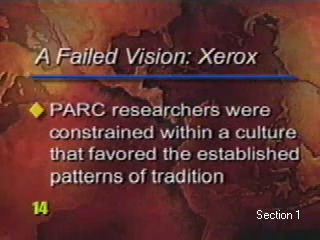 A Failed Vision: Xerox
PARC researchers were
constrained within a culture
that favored the established
patterns of tradition
14
Section 1